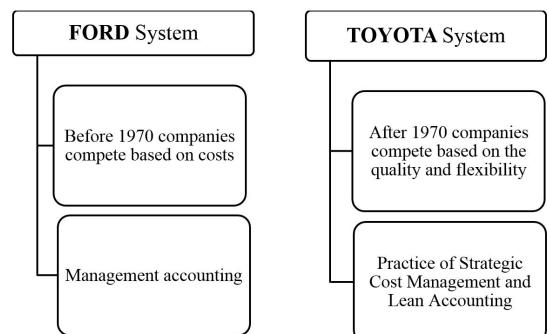 FORD System
Before 1970 companies
compete based on costs
Management accounting
TOYOTA System
After 1970 companies
compete based on the
quality and flexibility
Practice of Strategic
Cost Management and
Lean Accounting